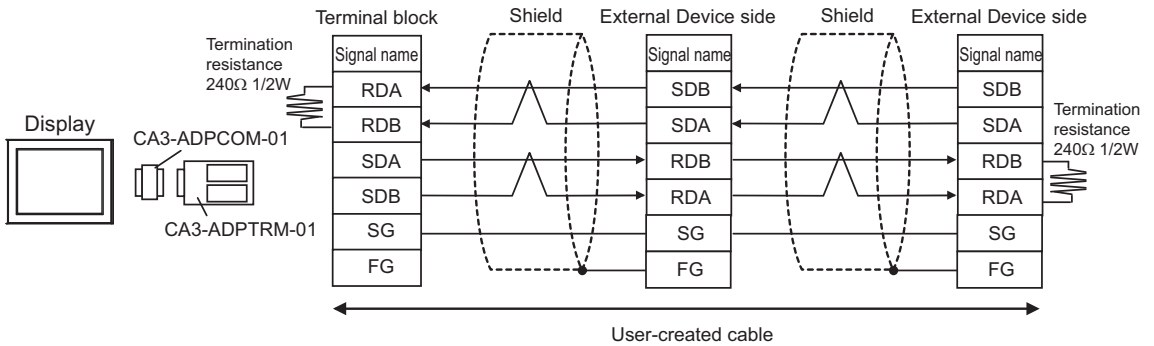 Terminal block
Shield
External Device side
Shield
External Device side
Termination
resistance
240Ω 1/2W
Signal name
RDA
RDB
SDA
SDB
SG
FG
Signal name
SDB
SDA
RDB
RDA
SG
FG
Signal name
SDB
SDA
RDB
RDA
SG
FG
Termination
resistance
240Ω 1/2W
Display
CA3-ADPCOM-01
CA3-ADPTRM-01
User-created cable